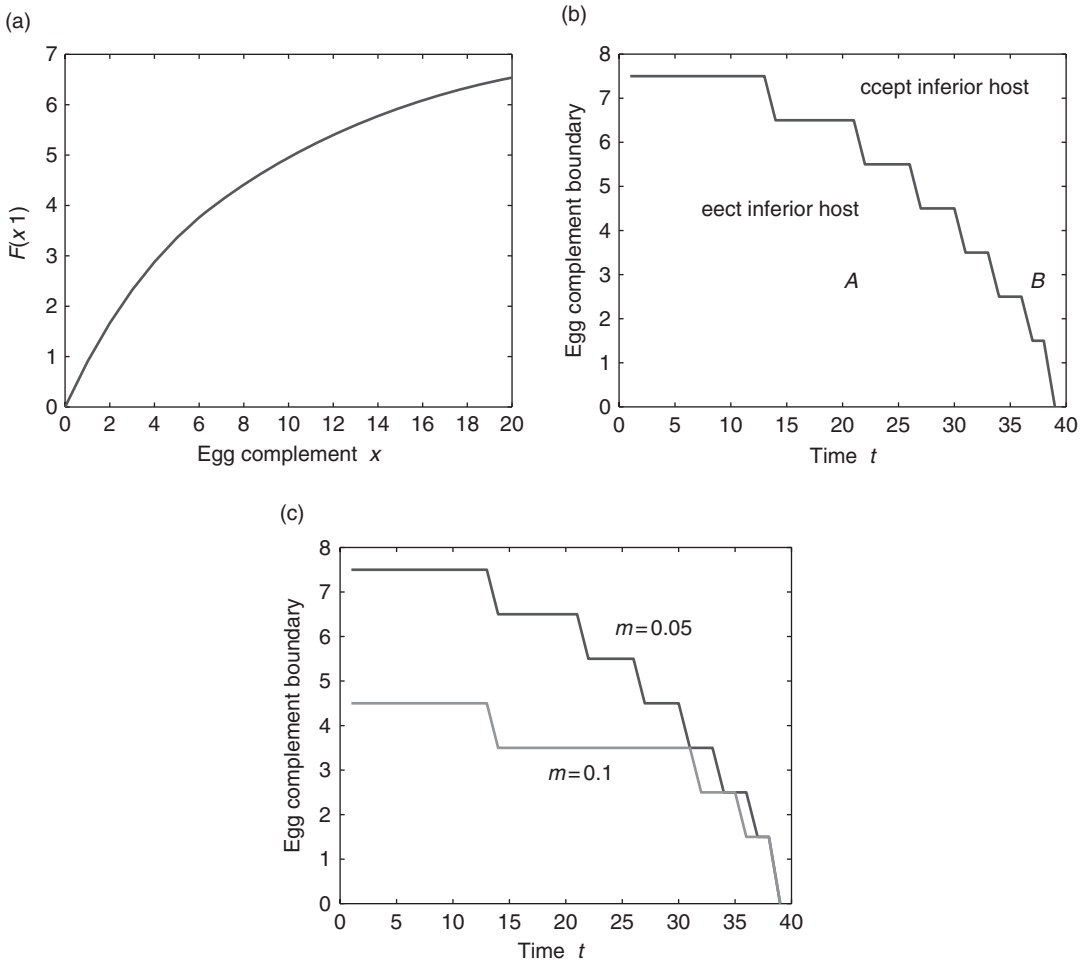 (a)
7
6
5
4
3
2
1
0
F(x 1)
0 2 4 6 8 10 12 14 16 18 20
Egg complement x
(b)
8
7
6
5
4
3
2
1
0
Egg complement boundary
ccept inferior host
eect inferior host
A
B
0 5 10 15 20 25 30 35 40
Time t
(c)
8
7
6
5
4
3
2
1
0
Egg complement boundary
m=0.05
m=0.1
0 5 10 15 20 25 30 35 40
Time t